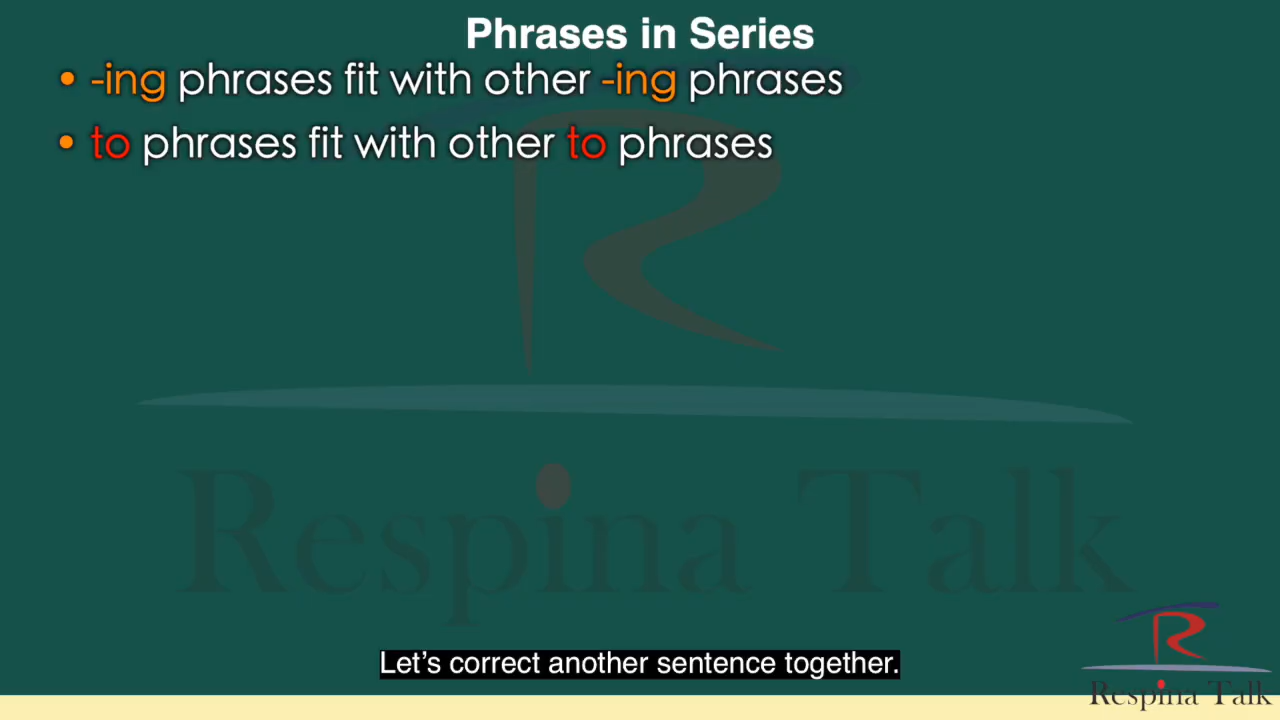 Phrases in Series
• -ing phrases fit with other -ing phrases
• to phrases fit with other to phrases
R
Respina Talk
Let's correct another sentence together.
R
Respina Talk